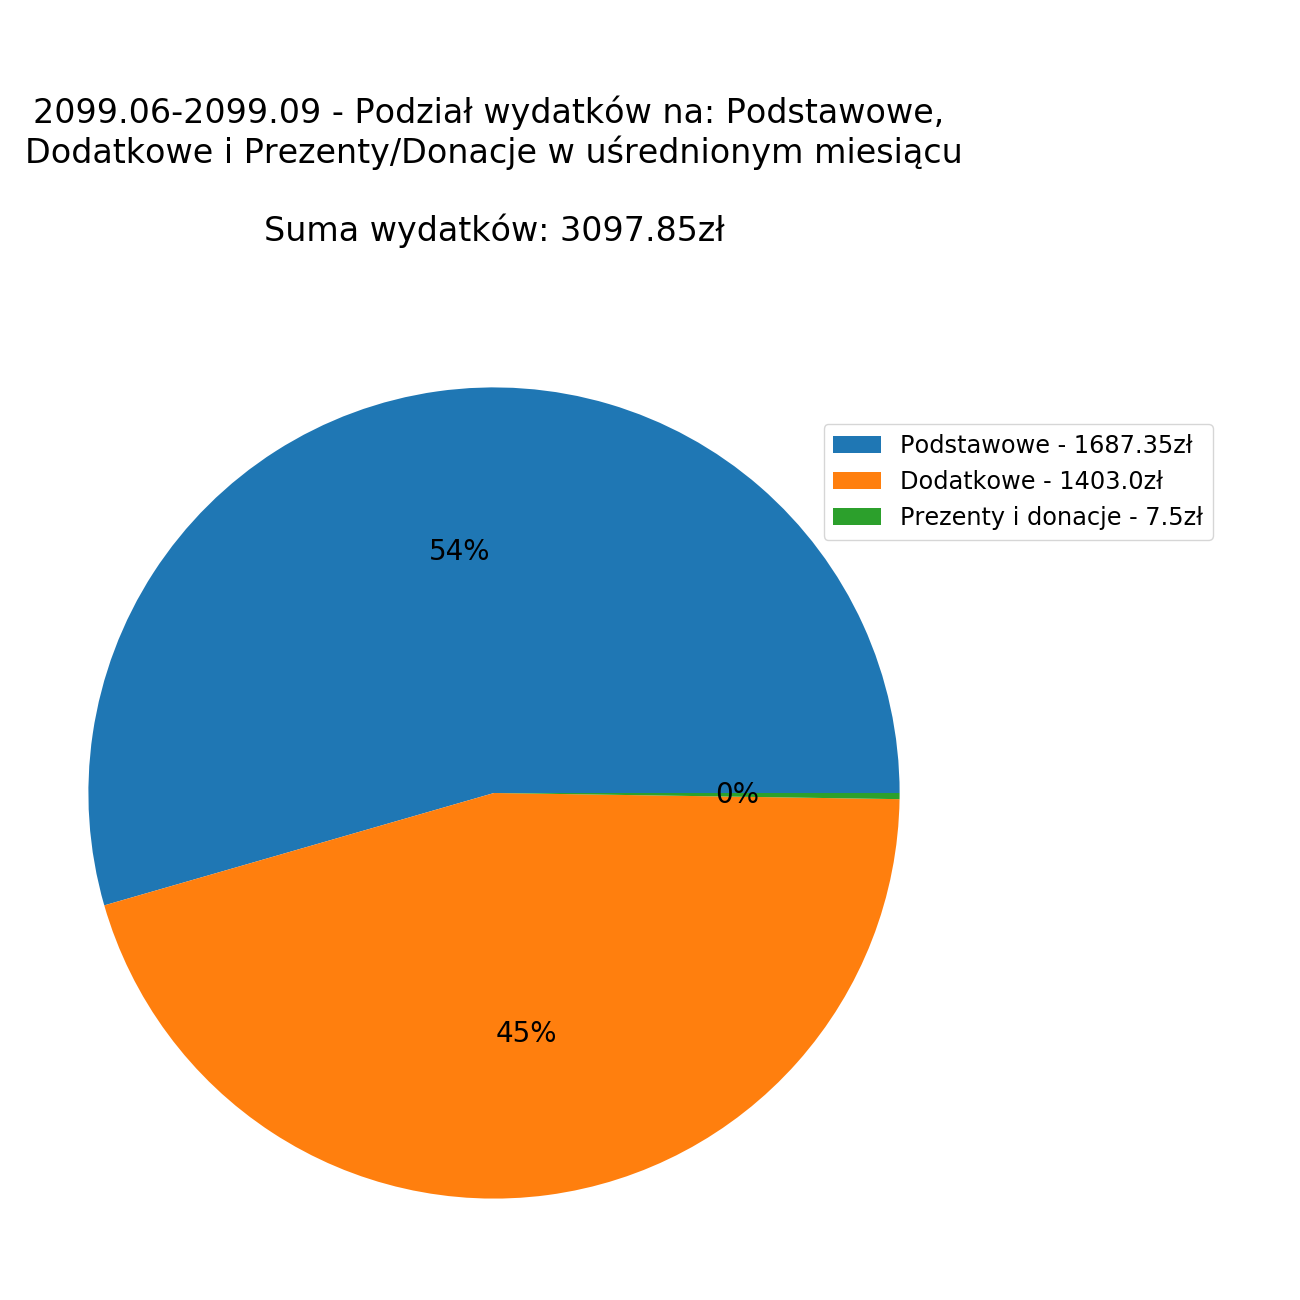 2099.06-2099.09 - Podział wydatków na: Podstawowe,
Dodatkowe i Prezenty/Donacje w uśrednionym miesiącu
Suma wydatków: 3097.85zł
Podstawowe - 1687.35zł
Dodatkowe - 1403.0zł
Prezenty i donacje - 7.5zł
54%
0%
45%